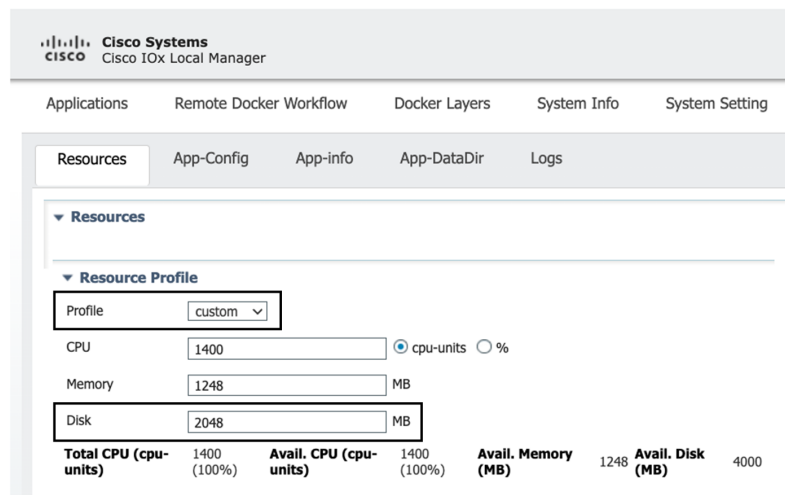 Cisco Systems
CISCO Cisco IOx Local Manager
Applications Remote Docker Workflow Docker Layers System Info System Setting
Resources App-Config App-info App-DataDir Logs
Resources
Resource Profile
Profile custom
CPU 1400 cpu-units %
Memory 1248 MB
Disk 2048 MB
Total CPU (cpu- 1400 Avail. CPU (cpu- 1400 Avail. Memory 1248 Avail. Disk 4000
units) (100%) units) (100%) (MB) (MB)